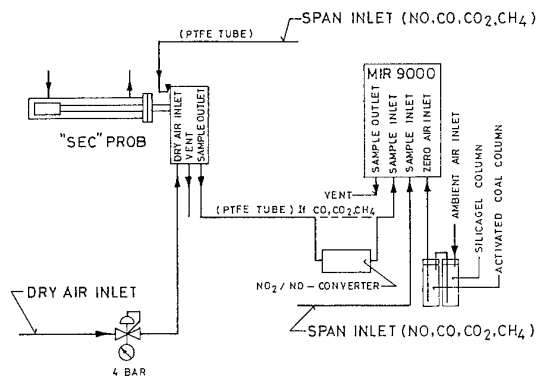 SPAN INLET (NO,CO,CO2,CH4)
(PTFE TUBE)
MIR 9000
"SEC" PROB
DRY AIR INLET
VENT
SAMPLE OUTLET
SAMPLE OUTLET
SAMPLE INLET
SAMPLE INLET
ZERO AIR INLET
AMBIENT AIR INLET
SILICAGEL COLUMN
ACTIVATED COAL COLUMN
VENT
(PTFE TUBE) If CO,CO2,CH4
NO2/NO-CONVERTER
DRY AIR INLET
SPAN INLET (NO,CO,CO2,CH4)
4 BAR